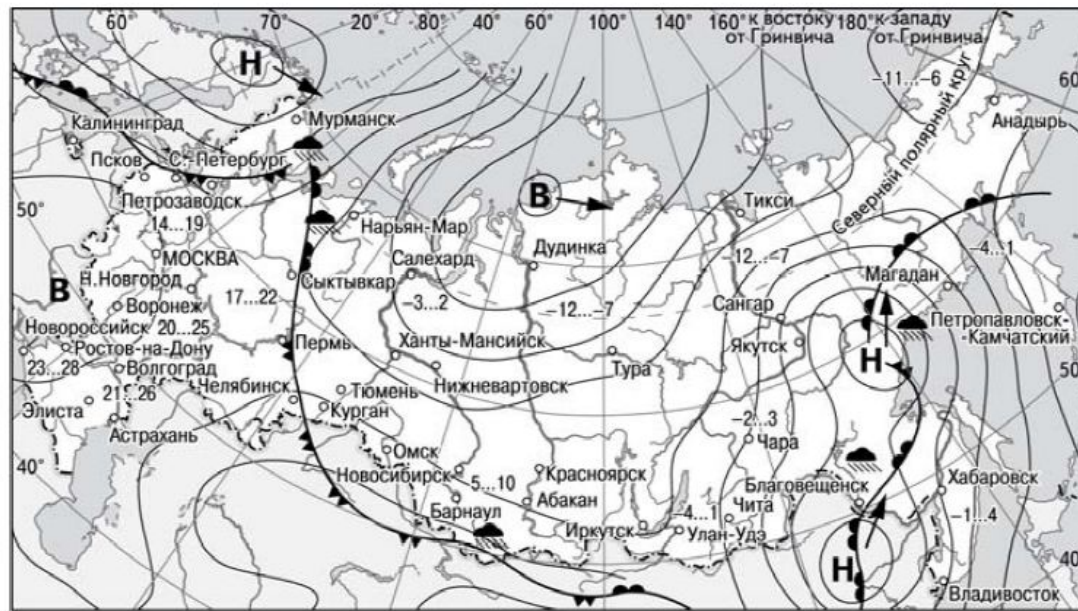 60° 70° 20° 80° 40° 60° 100° 140° 160° к востоку 180° к западу
от Гринвича от Гринвича
Н
–11...–6
60°
Северный полярный круг
Анадырь
Мурманск
Калининград
Псков
С.-Петербург
Петрозаводск
50°
14...19
Нарьян-Мар
В
Тикси
Дудинка
МОСКВА
Салехард
–12...–7
–4...1
Магадан
В
Н.Новгород
Сыктывкар
–3...2
–12...–7
Сангар
Воронеж
17...22
Новороссийск 20...25
Петропавловск-
-Камчатский
Ростов-на-Дону
Пермь
Ханты-Мансийск
Якутск
Н
23...28
Волгоград
Нижневартовск
Тура
50°
21...26
Челябинск
Тюмень
Элиста
Курган
–2...3
Чара
Астрахань
40°
Омск
Новосибирск
5...10
Красноярск
Благовещенск
Хабаровск
Барнаул
Абакан
–4...1
Чита
–1...4
40°
Иркутск
Улан-Удэ
Н
Владивосток